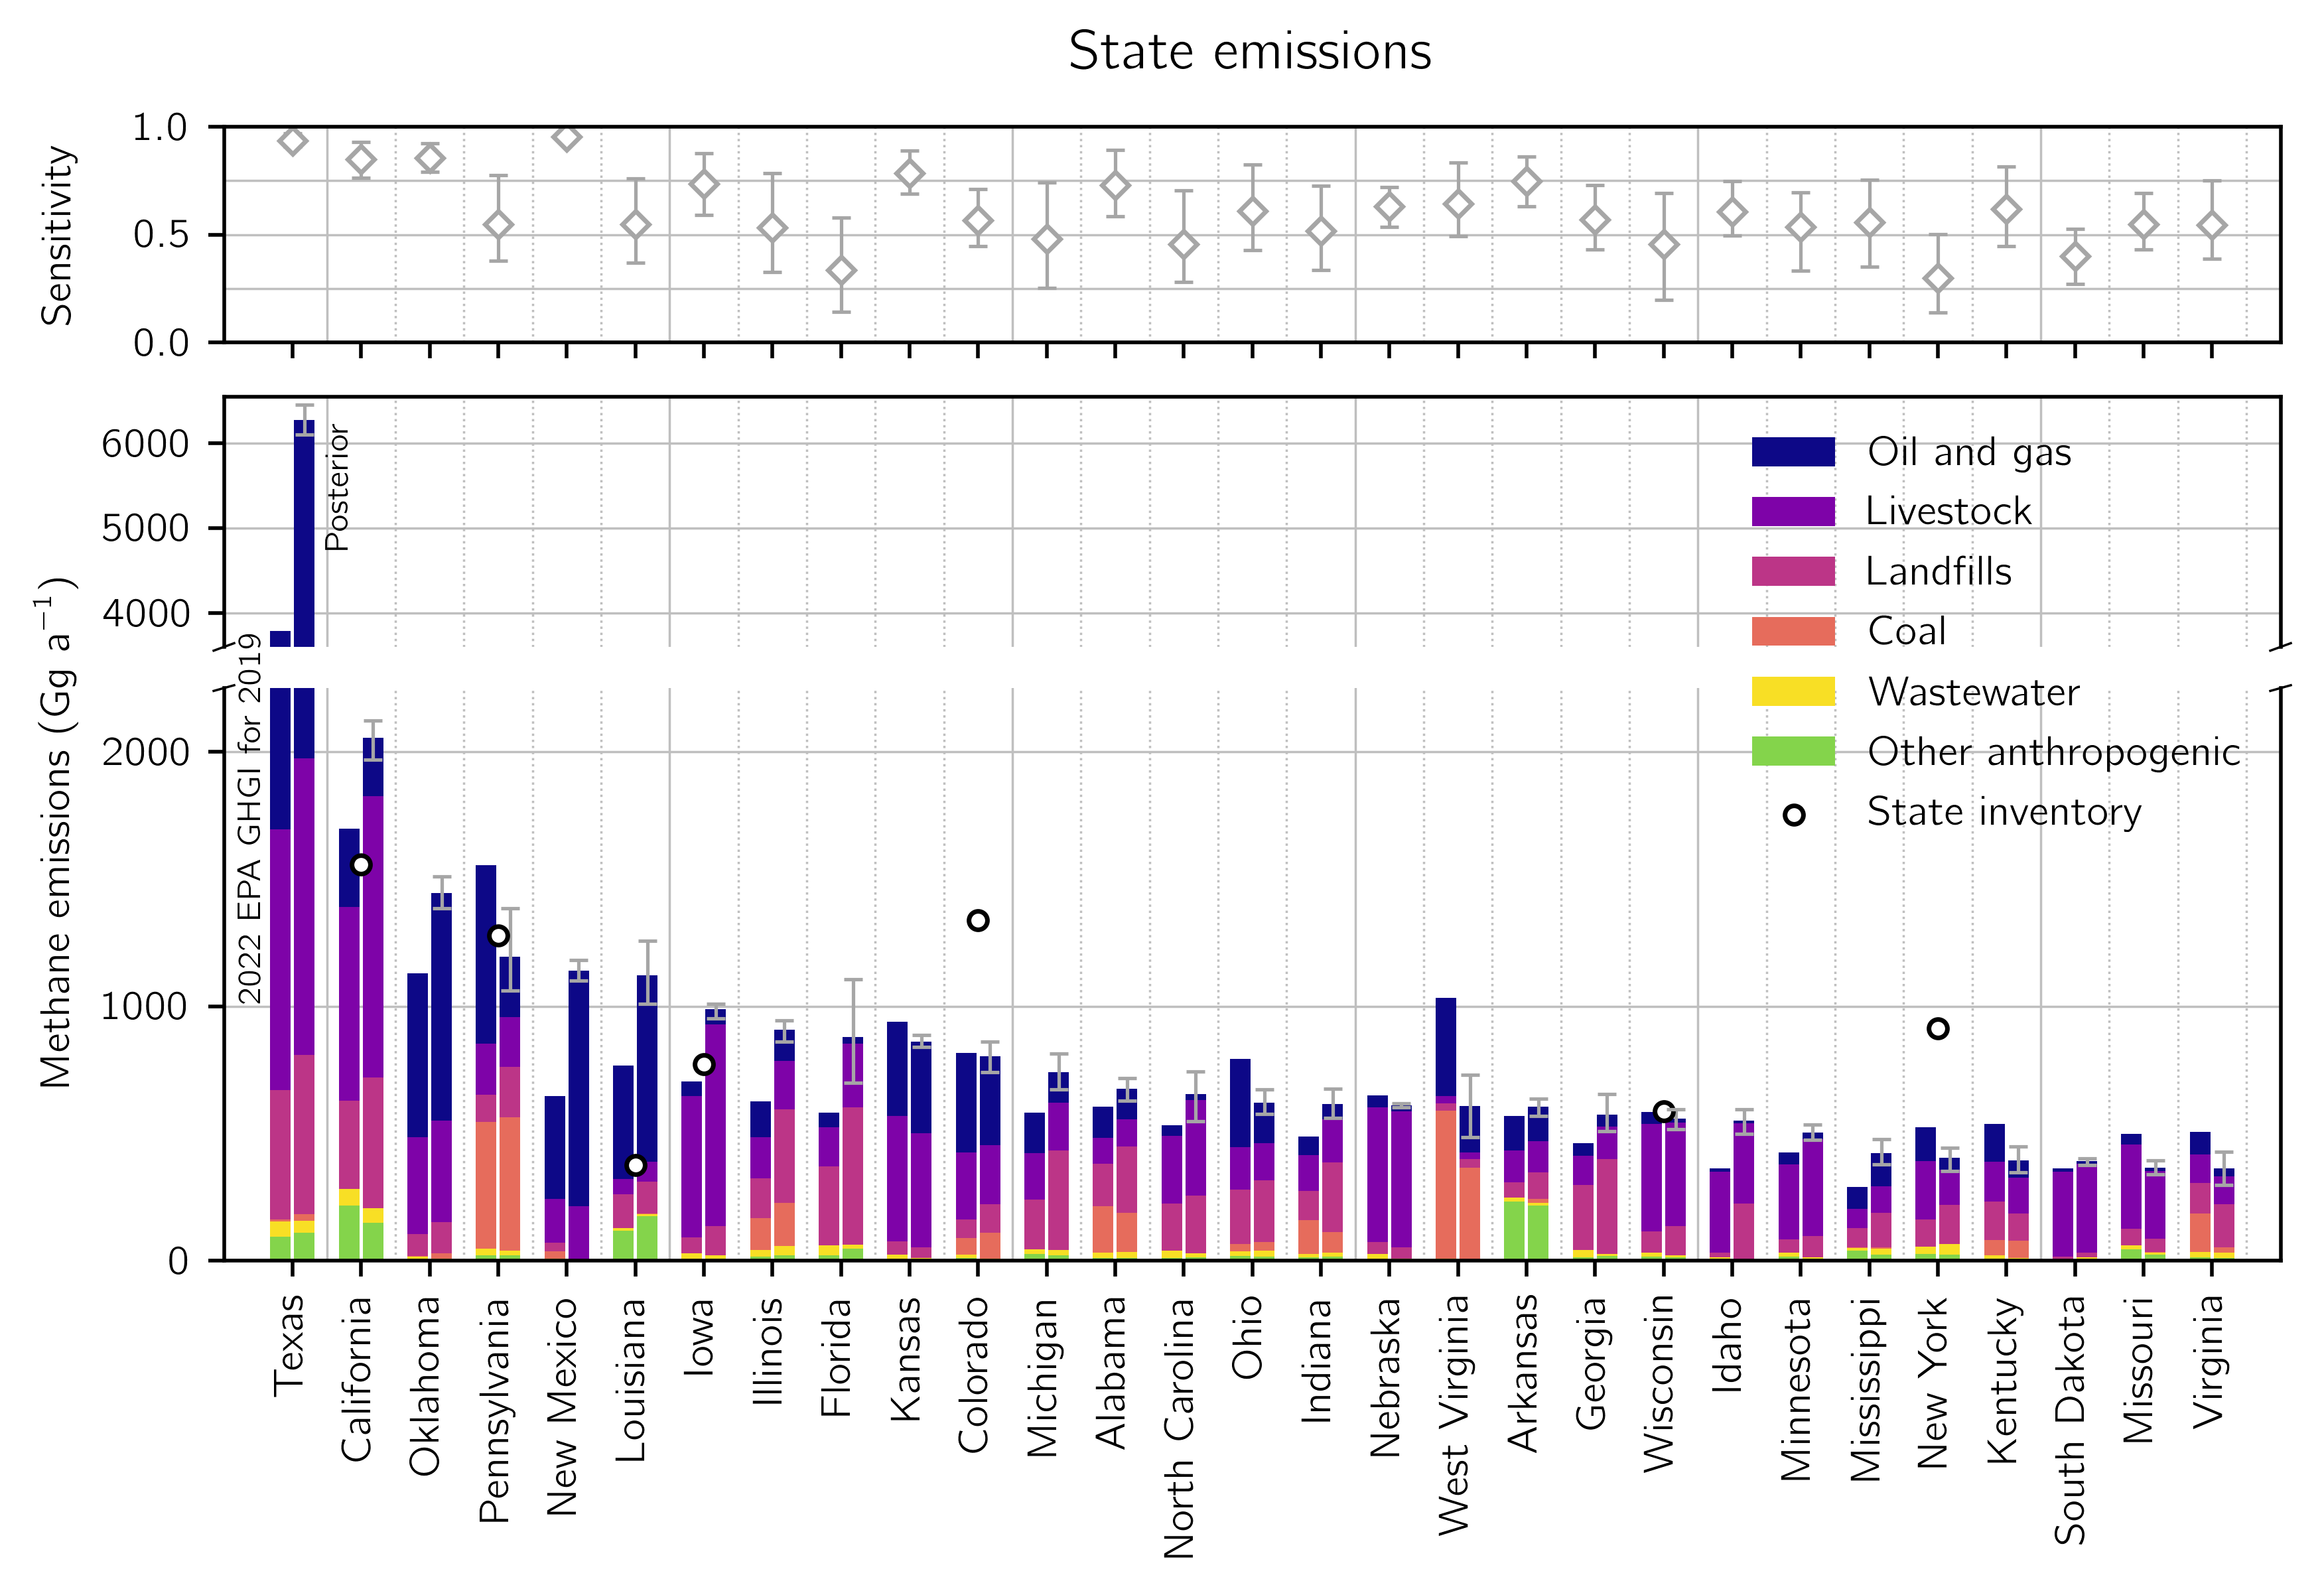 State emissions
Sensitivity
1.0
0.5
0.0
Methane emissions (Gg a⁻¹)
6000
5000
4000
2000
1000
0
2022 EPA GHGI for 2019
Posterior
Oil and gas
Livestock
Landfills
Coal
Wastewater
Other anthropogenic
State inventory
Texas
California
Oklahoma
Pennsylvania
New Mexico
Louisiana
Iowa
Illinois
Florida
Kansas
Colorado
Michigan
Alabama
North Carolina
Ohio
Indiana
Nebraska
West Virginia
Arkansas
Georgia
Wisconsin
Idaho
Minnesota
Mississippi
New York
Kentucky
South Dakota
Missouri
Virginia